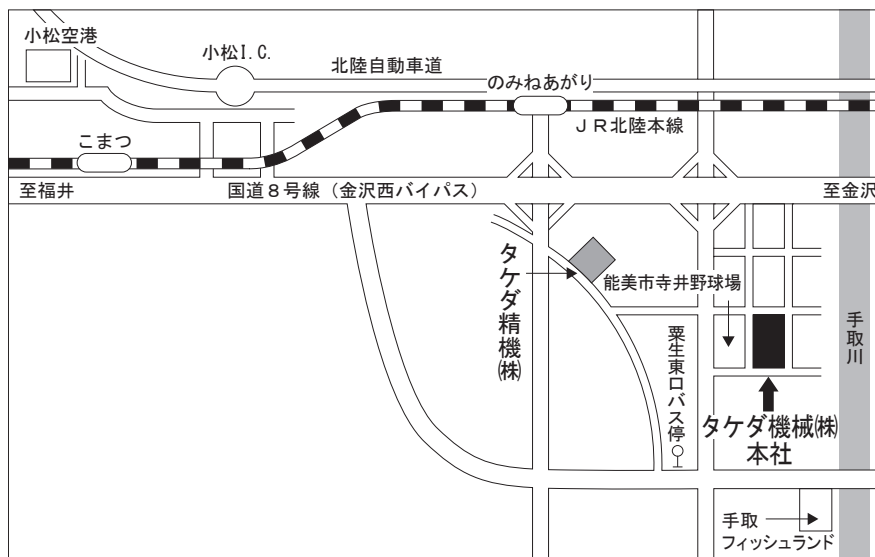 小松空港
小松I.C.
北陸自動車道
のみねあがり
JR北陸本線
こまつ
至福井
国道8号線（金沢西バイパス）
至金沢
タケダ精機㈱
能美市寺井野球場
手取川
粟生東口バス停
タケダ機械㈱
本社
手取
フィッシュランド